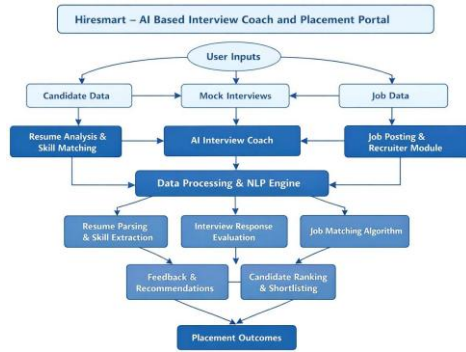 Hiresmart – AI Based Interview Coach and Placement Portal
User Inputs
Candidate Data
Mock Interviews
Job Data
Resume Analysis &
Skill Matching
AI Interview Coach
Job Posting &
Recruiter Module
Data Processing & NLP Engine
Resume Parsing
& Skill Extraction
Interview Response
Evaluation
Job Matching Algorithm
Feedback &
Recommendations
Candidate Ranking
& Shortlisting
Placement Outcomes